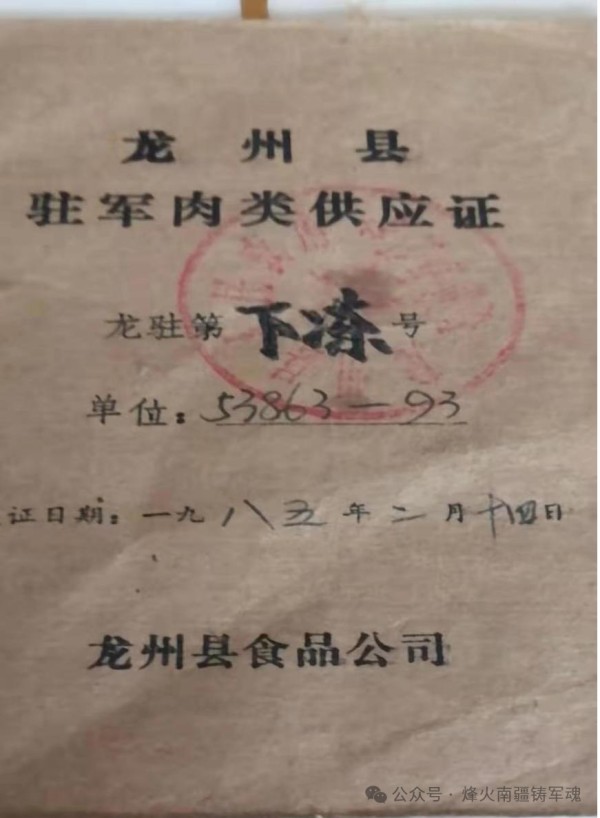 龙州县
驻军肉类供应证
龙驻第下冻号
单位：53863—93
证日期：一九八五年二月十四日
龙州县食品公司
公众号·烽火南疆铸军魂